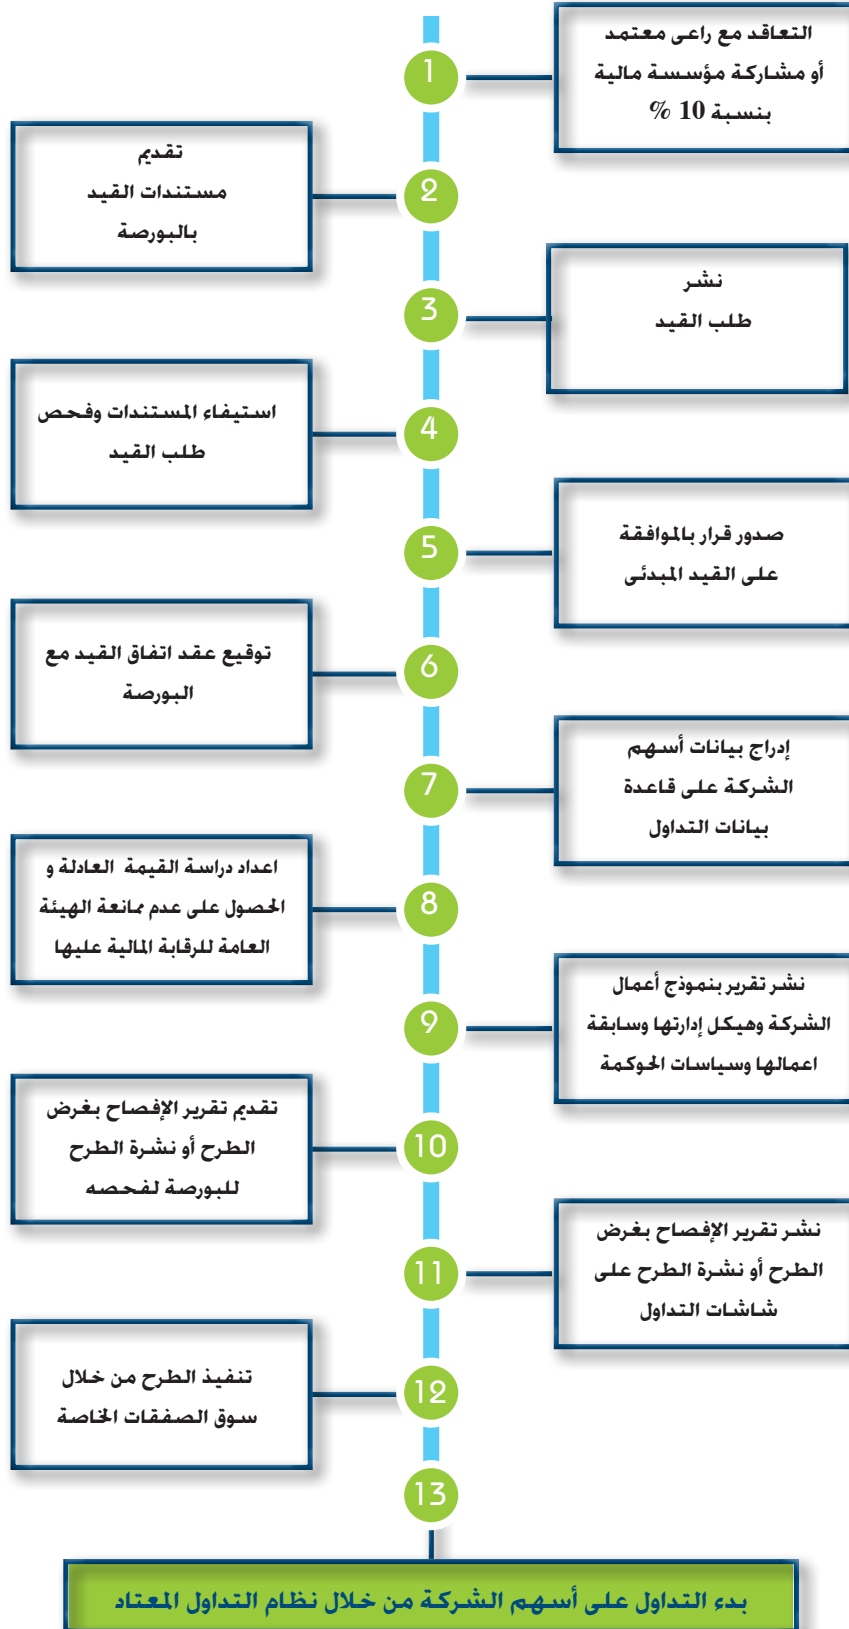 1
التعاقد مع راعى معتمد
أو مشاركة مؤسسة مالية
بنسبة 10 %
2
تقديم
مستندات القيد
بالبورصة
3
نشر
طلب القيد
4
استيفاء المستندات وفحص
طلب القيد
5
صدور قرار بالموافقة
على القيد المبدئى
6
توقيع عقد اتفاق القيد مع
البورصة
7
إدراج بيانات أسهم
الشركة على قاعدة
بيانات التداول
8
اعداد دراسة القيمة العادلة و
الحصول على عدم ممانعة الهيئة
العامة للرقابة المالية عليها
9
نشر تقرير بنموذج أعمال
الشركة وهيكل إدارتها وسابقة
اعمالها وسياسات الحوكمة
10
تقديم تقرير الإفصاح بغرض
الطرح أو نشرة الطرح
للبورصة لفحصه
11
نشر تقرير الإفصاح بغرض
الطرح أو نشرة الطرح على
شاشات التداول
12
تنفيذ الطرح من خلال
سوق الصفقات الخاصة
13
بدء التداول على أسهم الشركة من خلال نظام التداول المعتاد